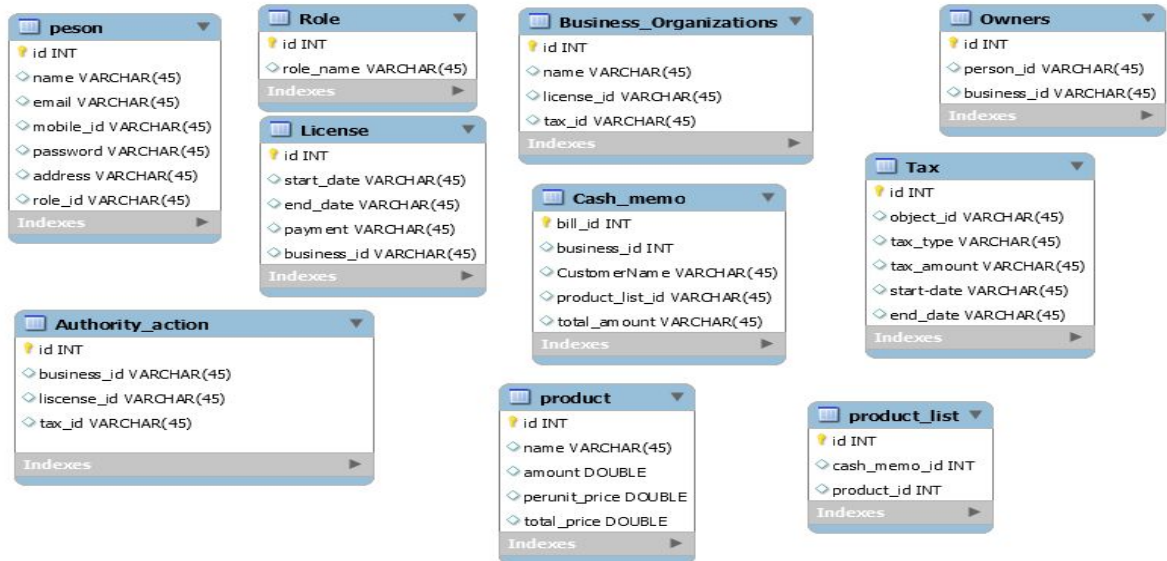 peson
id INT
name VARCHAR(45)
email VARCHAR(45)
mobile_id VARCHAR(45)
password VARCHAR(45)
address VARCHAR(45)
role_id VARCHAR(45)
Indexes
Role
id INT
role_name VARCHAR(45)
Indexes
License
id INT
start_date VARCHAR(45)
end_date VARCHAR(45)
payment VARCHAR(45)
business_id VARCHAR(45)
Indexes
Business_Organizations
id INT
name VARCHAR(45)
license_id VARCHAR(45)
tax_id VARCHAR(45)
Indexes
Owners
id INT
person_id VARCHAR(45)
business_id VARCHAR(45)
Cash_memo
bill_id INT
business_id INT
CustomerName VARCHAR(45)
product_list_id VARCHAR(45)
total_amount VARCHAR(45)
Indexes
Tax
id INT
object_id VARCHAR(45)
tax_type VARCHAR(45)
tax_amount VARCHAR(45)
start-date VARCHAR(45)
end_date VARCHAR(45)
Indexes
Authority_action
id INT
business_id VARCHAR(45)
liscense_id VARCHAR(45)
tax_id VARCHAR(45)
Indexes
product
id INT
name VARCHAR(45)
amount DOUBLE
perunit_price DOUBLE
total_price DOUBLE
Indexes
product_list
id INT
cash_memo_id INT
product_id INT
Indexes